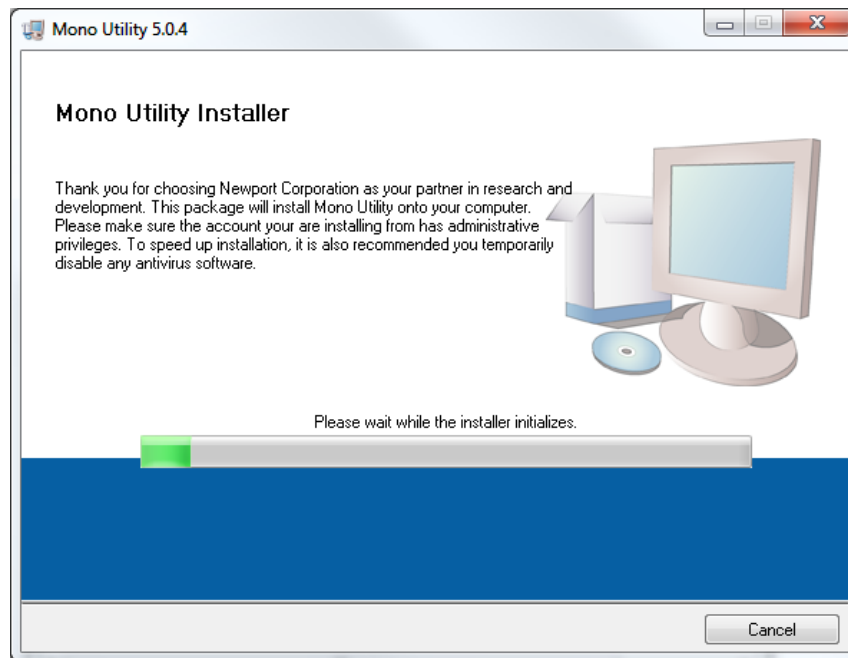 Mono Utility 5.0.4
Mono Utility Installer
Thank you for choosing Newport Corporation as your partner in research and
development. This package will install Mono Utility onto your computer.
Please make sure the account your are installing from has administrative
privileges. To speed up installation, it is also recommended you temporarily
disable any antivirus software.
Please wait while the installer initializes.
Cancel